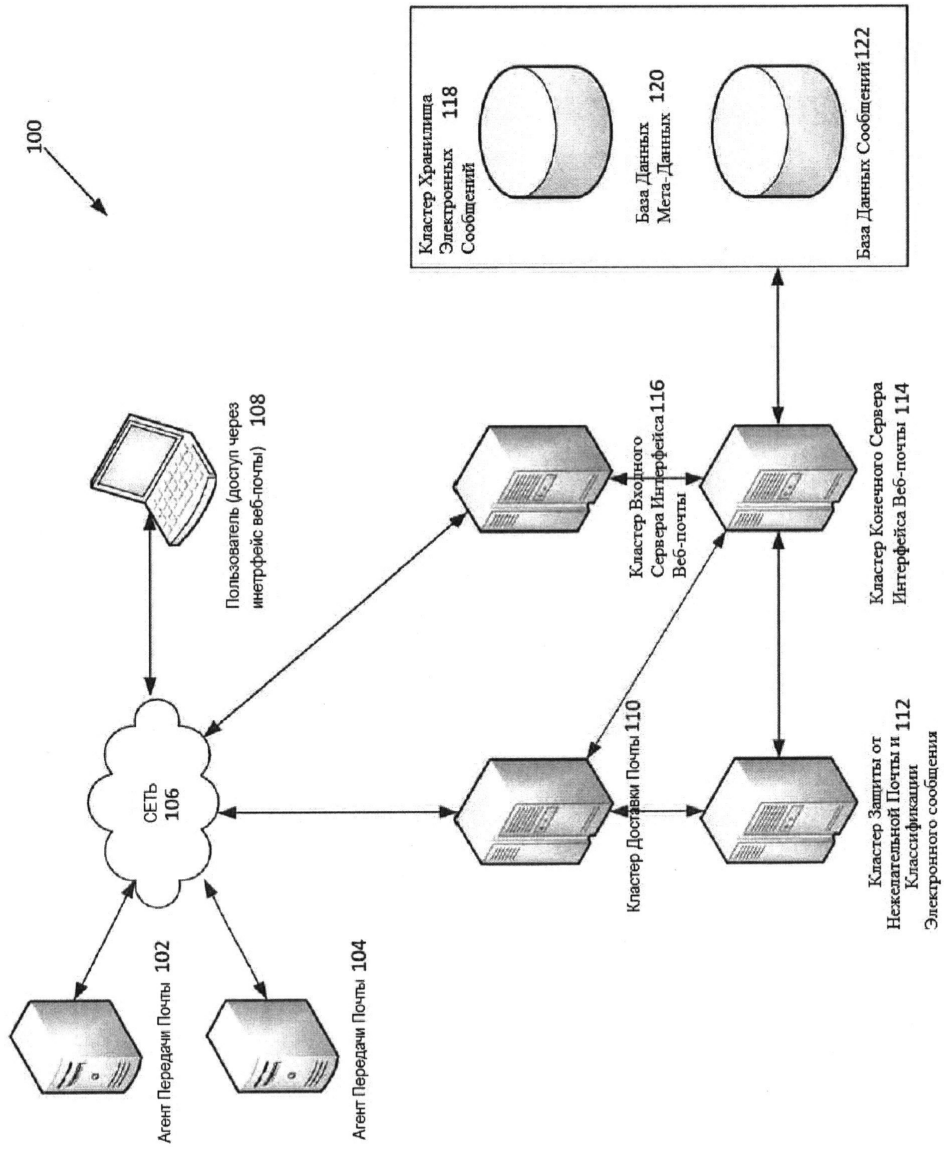 100
Агент Передачи Почты 102
Агент Передачи Почты 104
СЕТЬ
106
Пользователь (доступ через
инетрфейс веб-почты) 108
Кластер Доставки Почты 110
Кластер Защиты от
Нежелательной Почты и 112
Классификации
Электронного сообщения
Кластер Входного
Сервера Интерфейса 116
Веб-почты
Кластер Конечного Сервера
Интерфейса Веб-почты 114
Кластер Хранилища
Электронных 118
Сообщений
База Данных
Мета-Данных 120
База Данных Сообщений 122